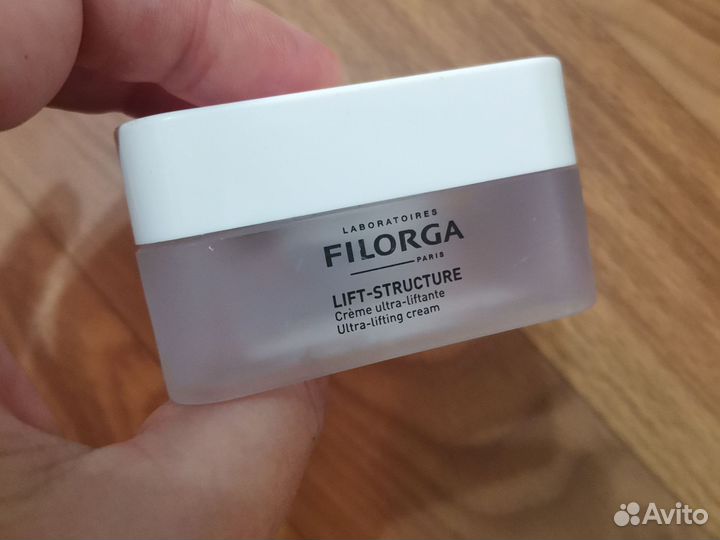 LABORATOIRES
FILORGA
PARIS
LIFT-STRUCTURE
Crème ultra-liftante
Ultra-lifting cream
Avito